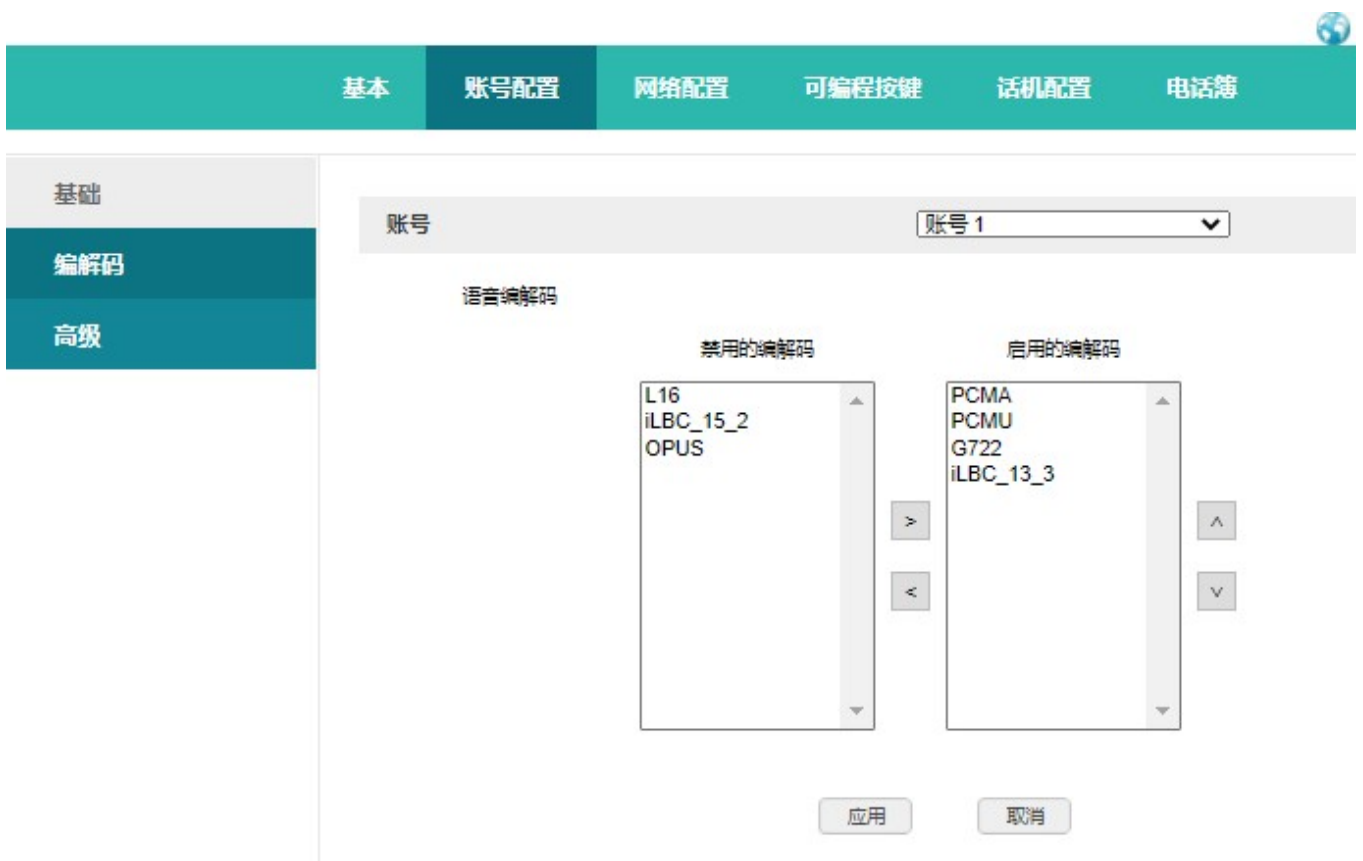 基本 账号配置 网络配置 可编程按键 话机配置 电话簿
基础
编解码
高级
账号 账号 1
语音编解码
禁用的编解码 启用的编解码
L16 PCMA
iLBC_15_2 PCMU
OPUS G722
iLBC_13_3
> ^
< v
应用 取消